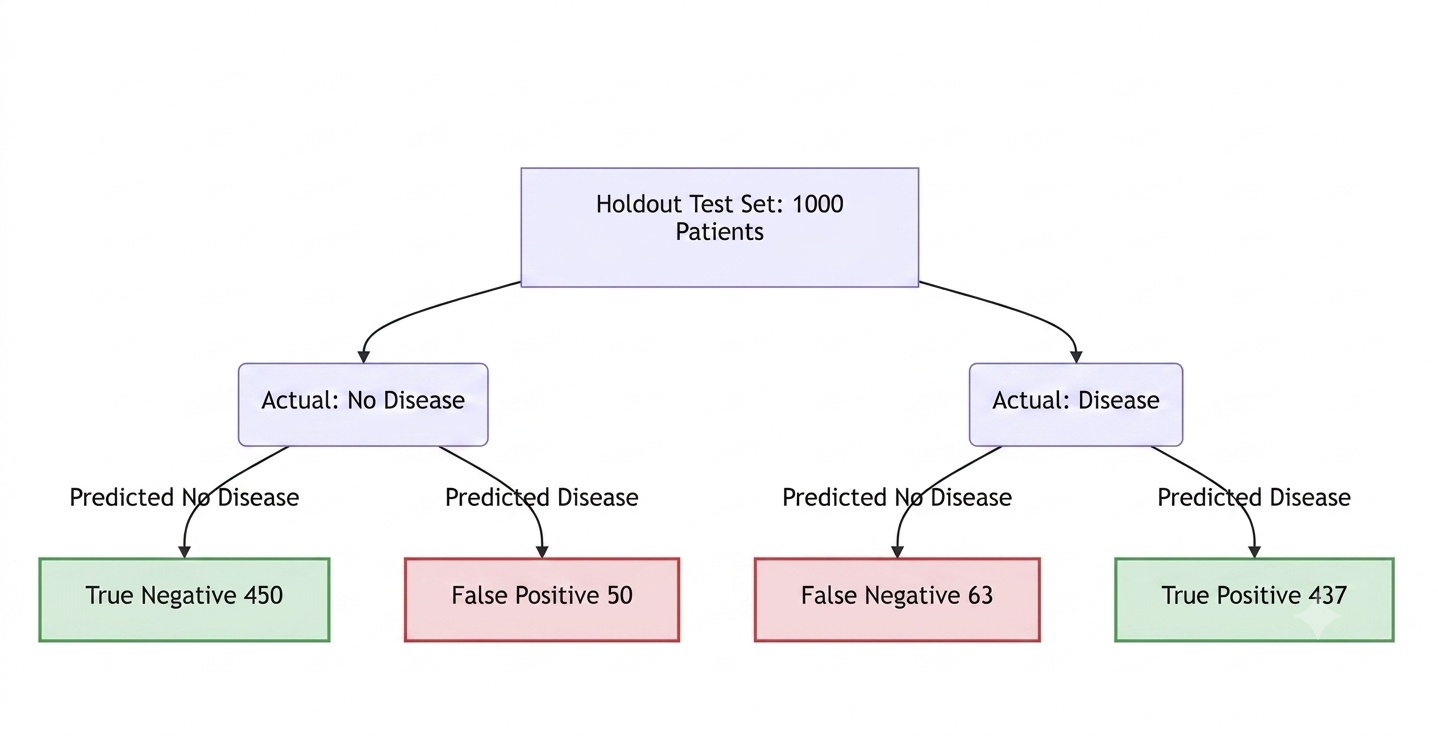 Holdout Test Set: 1000
Patients
Actual: No Disease
Actual: Disease
Predicted No Disease
Predicted Disease
Predicted No Disease
Predicted Disease
True Negative 450
False Positive 50
False Negative 63
True Positive 437